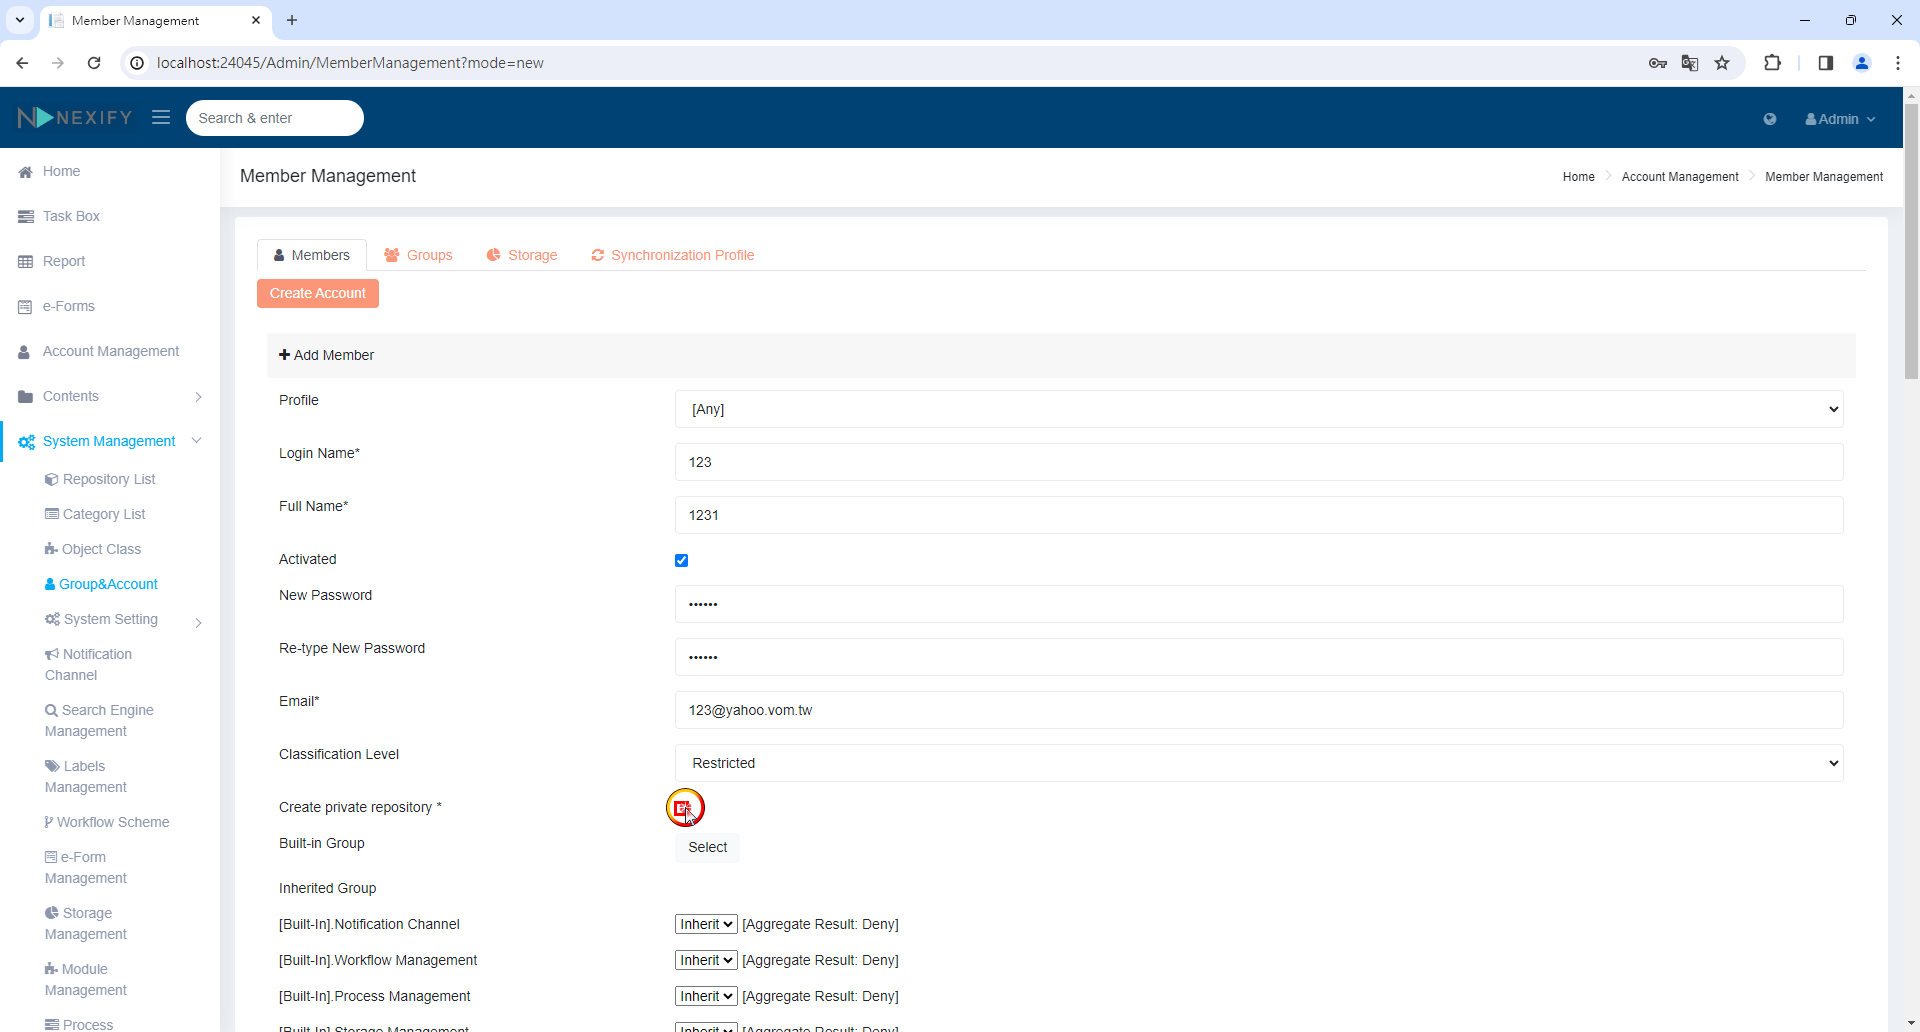 Member Management
localhost:24045/Admin/MemberManagement?mode=new
NEXIFY
Search & enter
Admin
Home
Task Box
Report
e-Forms
Account Management
Contents
System Management
Repository List
Category List
Object Class
Group&Account
System Setting
Notification
Channel
Search Engine
Management
Labels
Management
Workflow Scheme
e-Form
Management
Storage
Management
Module
Management
Process
Member Management
Home
Account Management
Member Management
Members
Groups
Storage
Synchronization Profile
Create Account
Add Member
Profile
[Any]
Login Name*
123
Full Name*
1231
Activated
New Password
••••••
Re-type New Password
••••••
Email*
123@yahoo.vom.tw
Classification Level
Restricted
Create private repository *
Built-in Group
Select
Inherited Group
[Built-In].Notification Channel
Inherit
[Aggregate Result: Deny]
[Built-In].Workflow Management
Inherit
[Aggregate Result: Deny]
[Built-In].Process Management
Inherit
[Aggregate Result: Deny]
[Built-In].Storage Management
Inherit
[Aggregate Result: Deny]